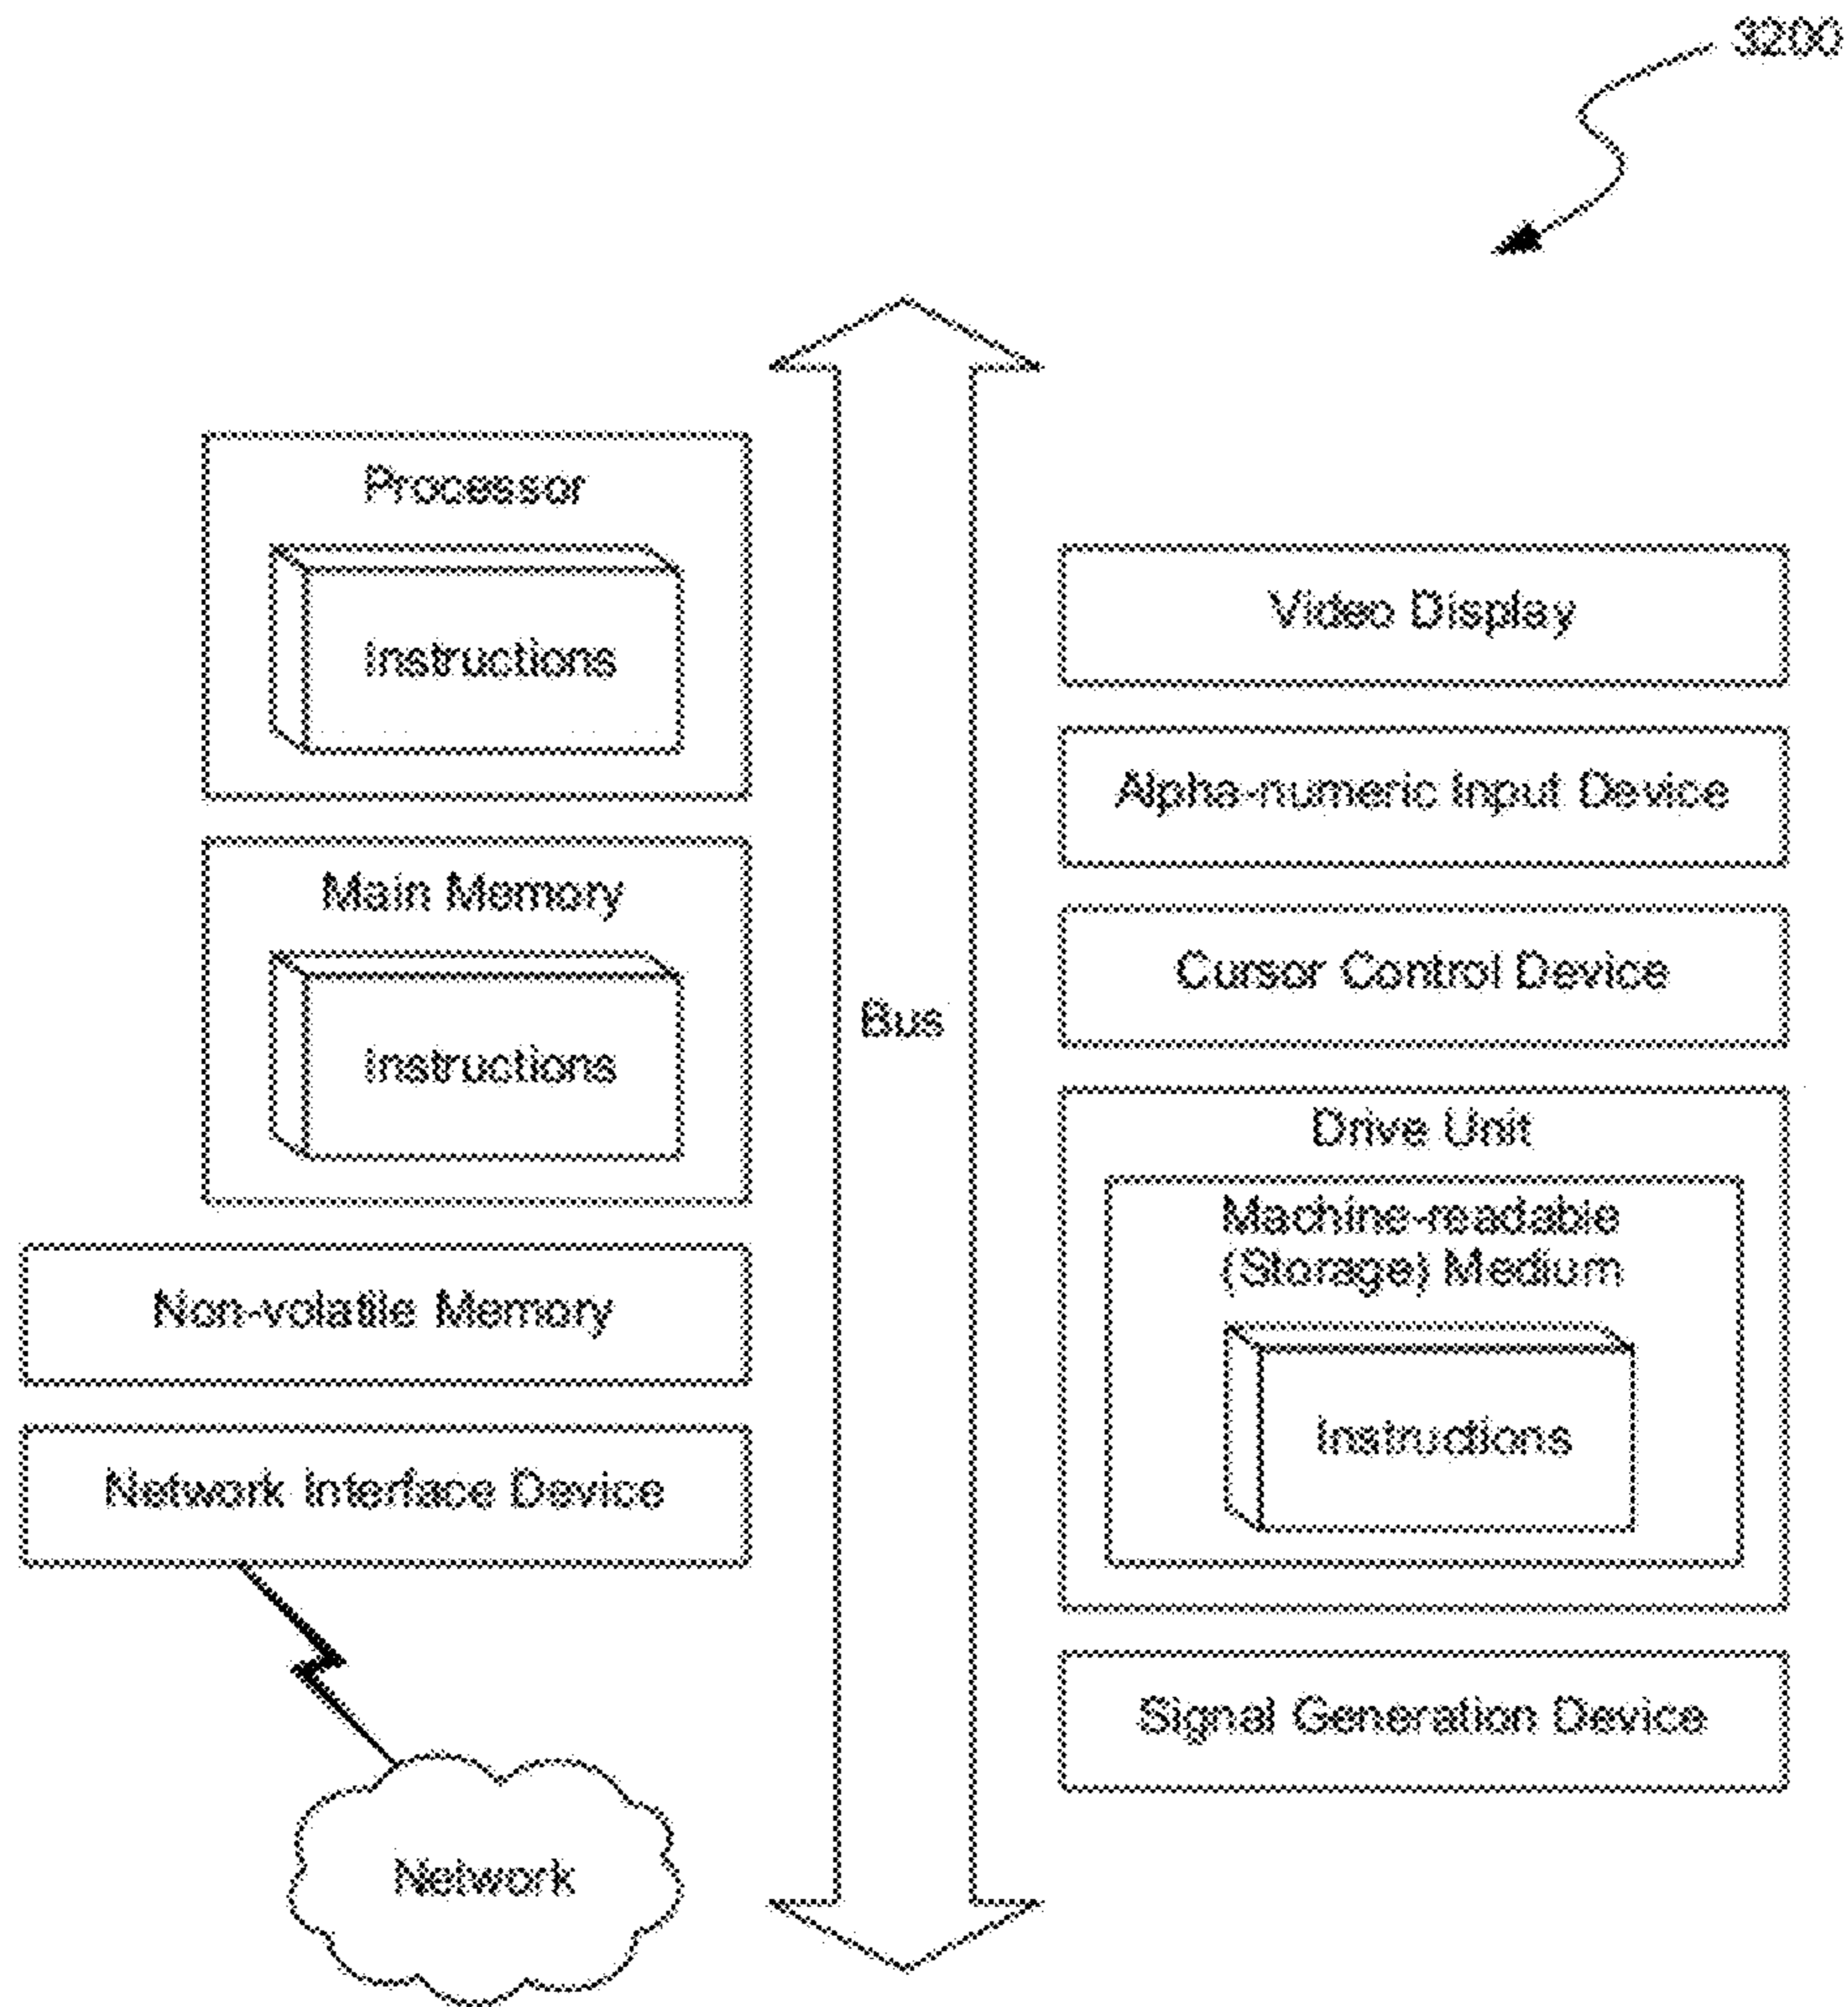 3200
Processor
Instructions
Main Memory
Instructions
Non-volatile Memory
Network Interface Device
Network
Bus
Video Display
Alpha-numeric Input Device
Cursor Control Device
Drive Unit
Machine-readable
(Storage) Medium
Instructions
Signal Generation Device